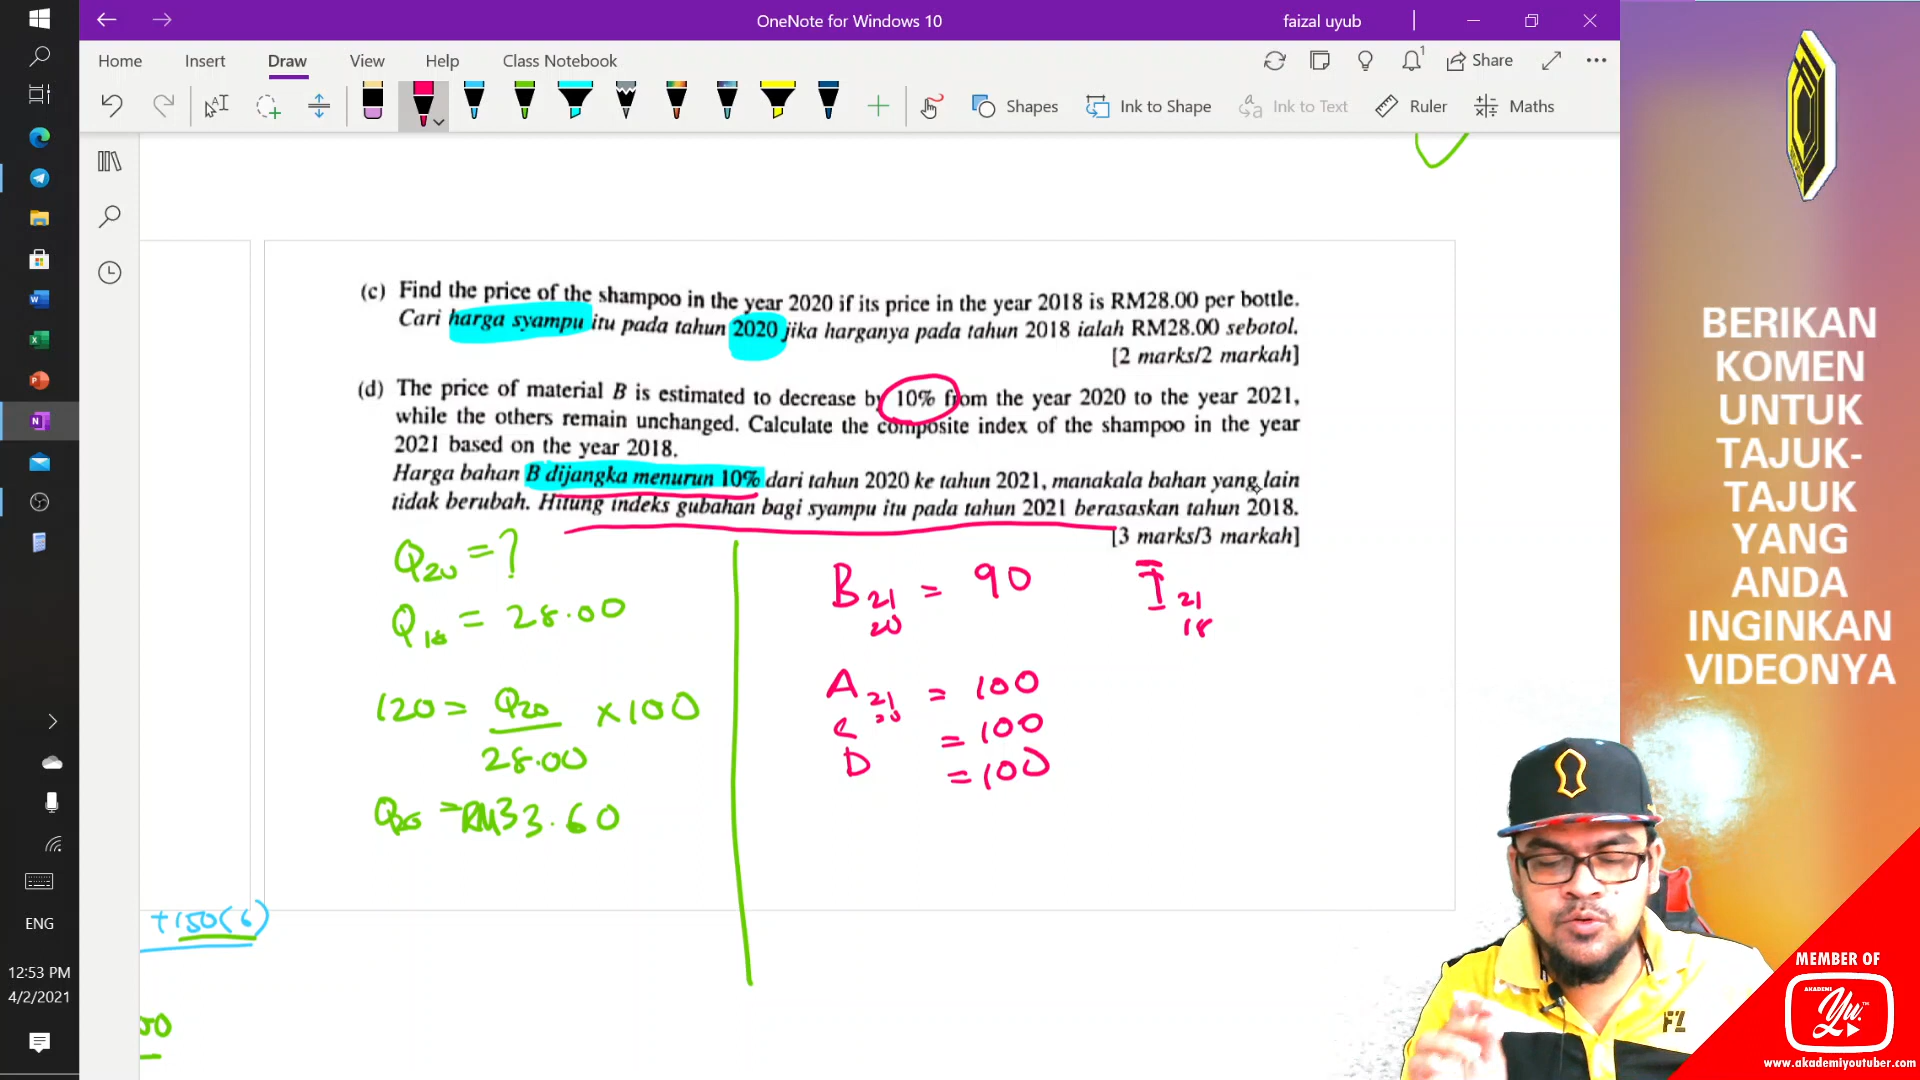 OneNote for Windows 10
faizal uyub
Home Insert Draw View Help Class Notebook
Share
Shapes Ink to Shape Ink to Text Ruler Maths
(c) Find the price of the shampoo in the year 2020 if its price in the year 2018 is RM28.00 per bottle.
Cari harga syampu itu pada tahun 2020 jika harganya pada tahun 2018 ialah RM28.00 sebotol.
[2 marks/2 markah]
(d) The price of material B is estimated to decrease by 10% from the year 2020 to the year 2021,
while the others remain unchanged. Calculate the composite index of the shampoo in the year
2021 based on the year 2018.
Harga bahan B dijangka menurun 10% dari tahun 2020 ke tahun 2021, manakala bahan yang lain
tidak berubah. Hitung indeks gubahan bagi syampu itu pada tahun 2021 berasaskan tahun 2018.
[3 marks/3 markah]
Q20 = ?
Q18 = 28.00
120 = Q20 × 100
28.00
Q20 = RM33.60
B 21 = 90
20
Ī 21
18
A 21 = 100
20
C = 100
D = 100
+150(6)
50
ENG
12:53 PM
4/2/2021
BERIKAN
KOMEN
UNTUK
TAJUK-
TAJUK
YANG
ANDA
INGINKAN
VIDEONYA
FZ
MEMBER OF
AKADEMI
Yu.
www.akademiyoutuber.com